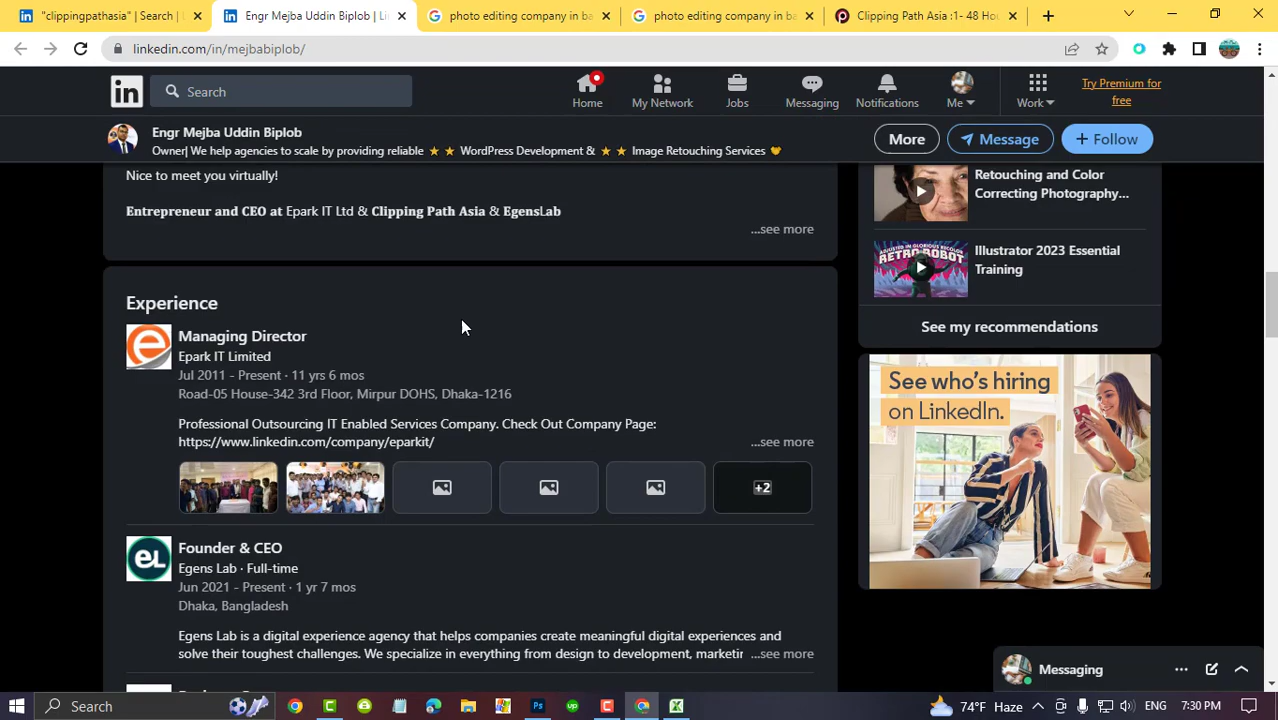 "clippingpathasia" | Search |
Engr Mejba Uddin Biplob | Li
photo editing company in ba
photo editing company in ba
Clipping Path Asia :1- 48 Hou
linkedin.com/in/mejbabiplob/
in
Search
Home
My Network
Jobs
Messaging
Notifications
Me
Work
Try Premium for
free
Engr Mejba Uddin Biplob
Owner| We help agencies to sale by providing reliable ★ ★ WordPress Development & ★ ★ Image Retouching Services
More
Message
+ Follow
Nice to meet you virtually!
Entrepreneur and CEO at Epark IT Ltd & Clipping Path Asia & EgensLab
...see more
Experience
Managing Director
Epark IT Limited
Jul 2011 - Present · 11 yrs 6 mos
Road-05 House-342 3rd Floor, Mirpur DOHS, Dhaka-1216
Professional Outsourcing IT Enabled Services Company. Check Out Company Page:
https://www.linkedin.com/company/eparkit/
...see more
+2
eL
Founder & CEO
Egens Lab · Full-time
Jun 2021 - Present · 1 yr 7 mos
Dhaka, Bangladesh
Egens Lab is a digital experience agency that helps companies create meaningful digital experiences and
solve their toughest challenges. We specialize in everything from design to development, marketin
...see more
Retouching and Color
Correcting Photography...
RETRO ROBOT
Illustrator 2023 Essential
Training
See my recommendations
See who's hiring
on LinkedIn.
Messaging
Search
74°F Haze
ENG
7:30 PM